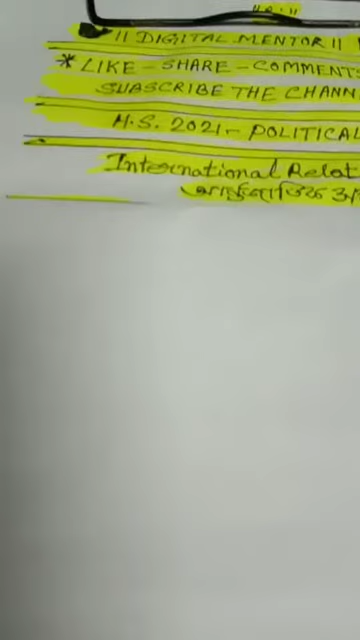 || DIGITAL MENTOR ||
* LIKE - SHARE - COMMENTS
SUBSCRIBE THE CHANN
H.S. 2021 - POLITICAL
International Relat
আন্তর্জাতিক